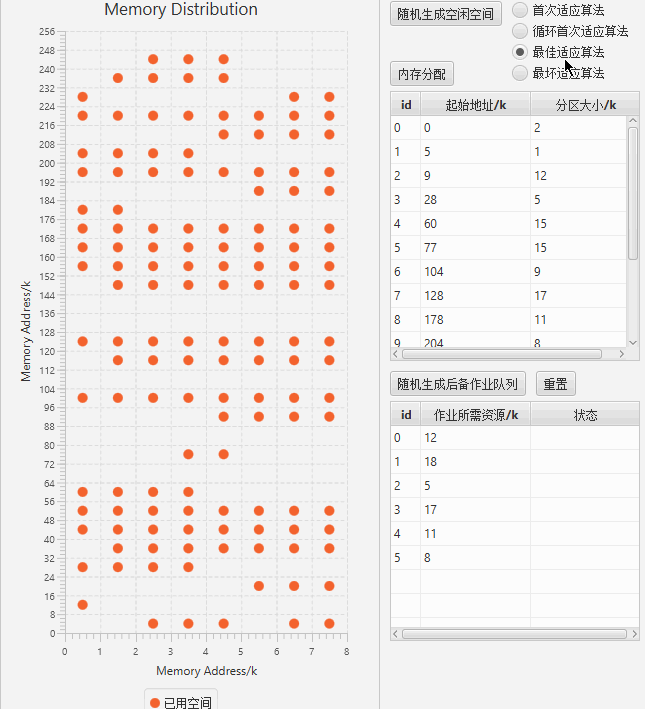 Memory Distribution
Memory Address/k
256
248
240
232
224
216
208
200
192
184
176
168
160
152
144
136
128
120
112
104
96
88
80
72
64
56
48
40
32
24
16
8
0
0 1 2 3 4 5 6 7 8
Memory Address/k
已用空间
随机生成空闲空间
首次适应算法
循环首次适应算法
最佳适应算法
最坏适应算法
内存分配
id 起始地址/k 分区大小/k
0 0 2
1 5 1
2 9 12
3 28 5
4 60 15
5 77 15
6 104 9
7 128 17
8 178 11
9 204 8
随机生成后备作业队列 重置
id 作业所需资源/k 状态
0 12
1 18
2 5
3 17
4 11
5 8